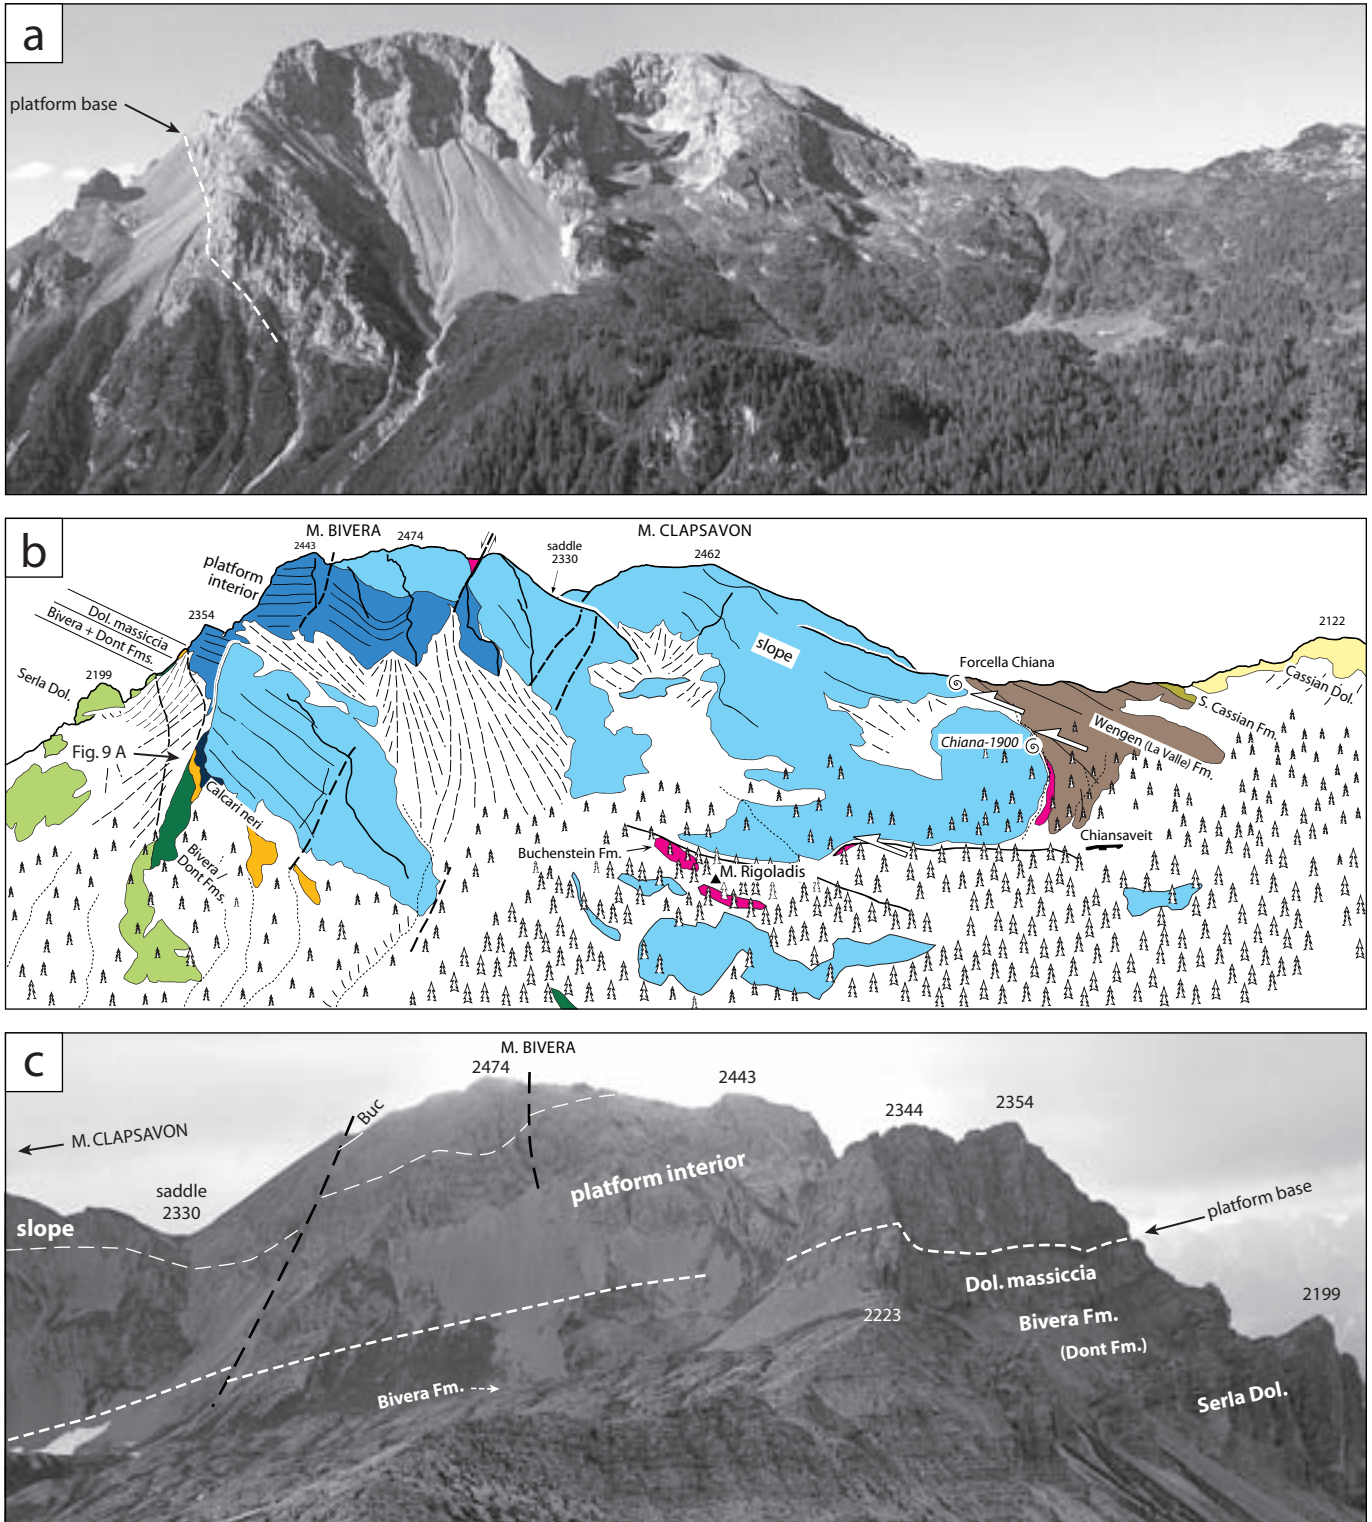 a
platform base
b
M. BIVERA
2443
2474
saddle
2330
M. CLAPSAVON
2462
platform
interior
2354
Dol. massiccia
Bivera + Dont Fms.
2199
Serla Dol.
slope
Forcella Chiana
2122
Cassian Dol.
S. Cassian Fm.
Wengen (La Valle) Fm.
Chiana-1900
Fig. 9 A
Calcari neri
Bivera /
Dont Fms.
Buchenstein Fm.
M. Rigoladis
Chiansaveit
c
M. BIVERA
2474
2443
2344
2354
Buc
M. CLAPSAVON
saddle
2330
slope
platform interior
platform base
Dol. massiccia
2223
Bivera Fm.
(Dont Fm.)
2199
Bivera Fm.
Serla Dol.